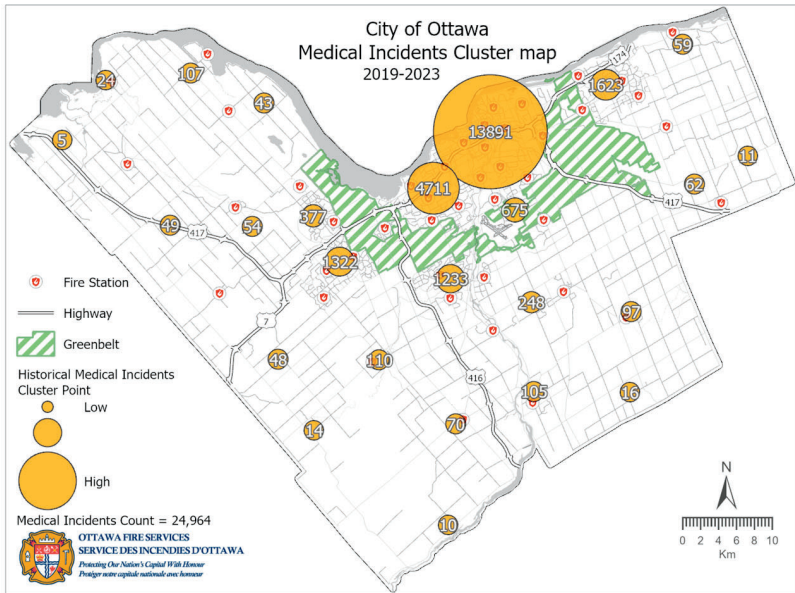 City of Ottawa
Medical Incidents Cluster map
2019-2023
59
174
24
107
1623
43
13891
5
11
4711
62
417
377
675
49
54
417
1322
1233
248
97
7
48
110
416
105
16
70
14
10
Fire Station
Highway
Greenbelt
Historical Medical Incidents
Cluster Point
Low
High
Medical Incidents Count = 24,964
OTTAWA FIRE SERVICES
SERVICE DES INCENDIES D'OTTAWA
Protecting Our Nation's Capital With Honour
Protéger notre capitale nationale avec honneur
N
0 2 4 6 8 10
Km